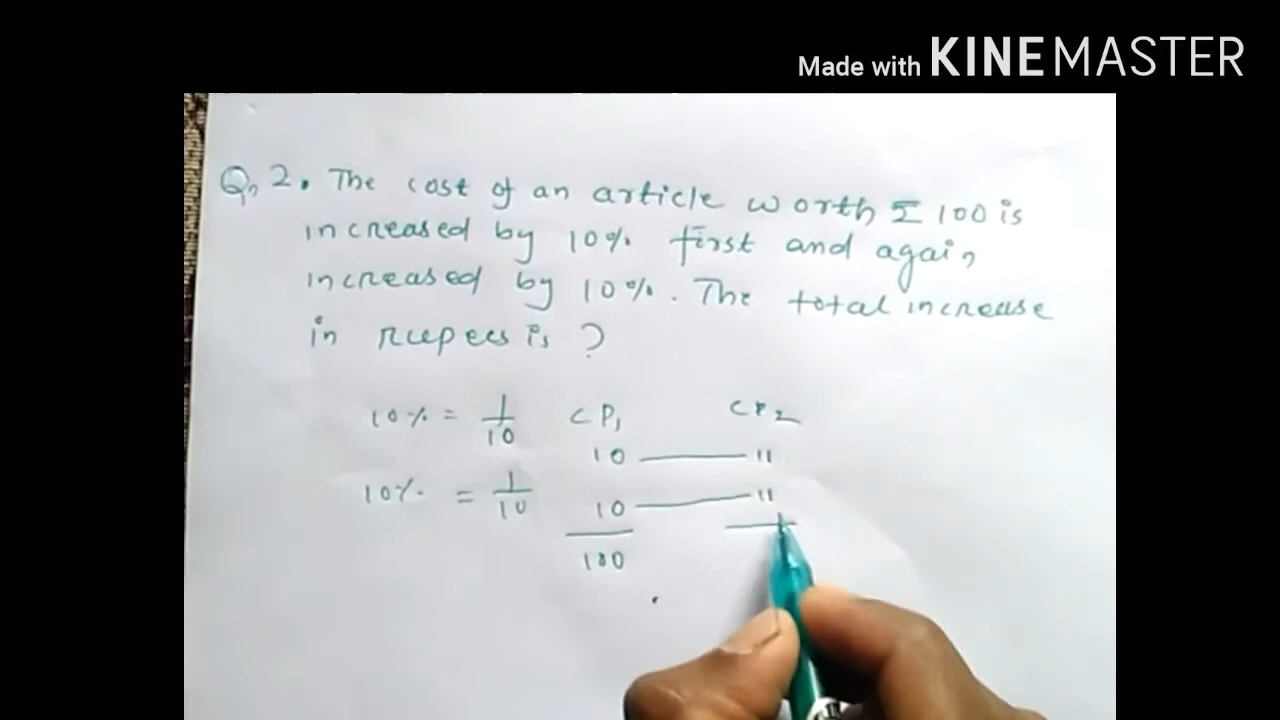 Made with KINEMASTER
Qn 2. The cost of an article worth ₹ 100 is
increased by 10% first and again
increased by 10%. The total increase
in rupees is ?
10% = 1/10 CP₁ CP₂
10 — 11
10% = 1/10 10 — 11
100